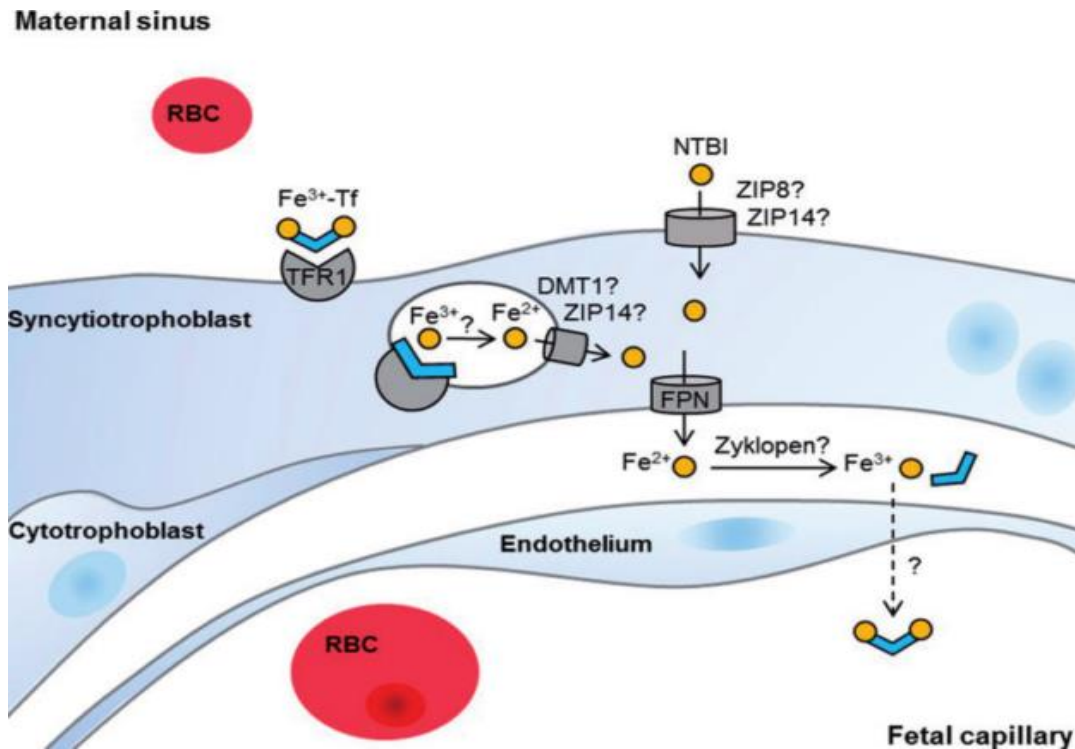 Maternal sinus
RBC
NTBI
ZIP8?
ZIP14?
Fe³⁺-Tf
TFR1
DMT1?
ZIP14?
Fe³⁺ ? Fe²⁺
Syncytiotrophoblast
FPN
Fe²⁺ Zyklopen? Fe³⁺
Cytotrophoblast
Endothelium
?
RBC
Fetal capillary